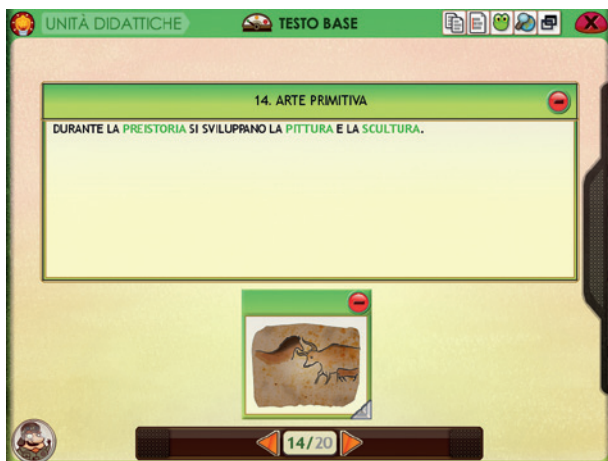 UNITÀ DIDATTICHE
TESTO BASE
14. ARTE PRIMITIVA
DURANTE LA PREISTORIA SI SVILUPPANO LA PITTURA E LA SCULTURA.
14/20